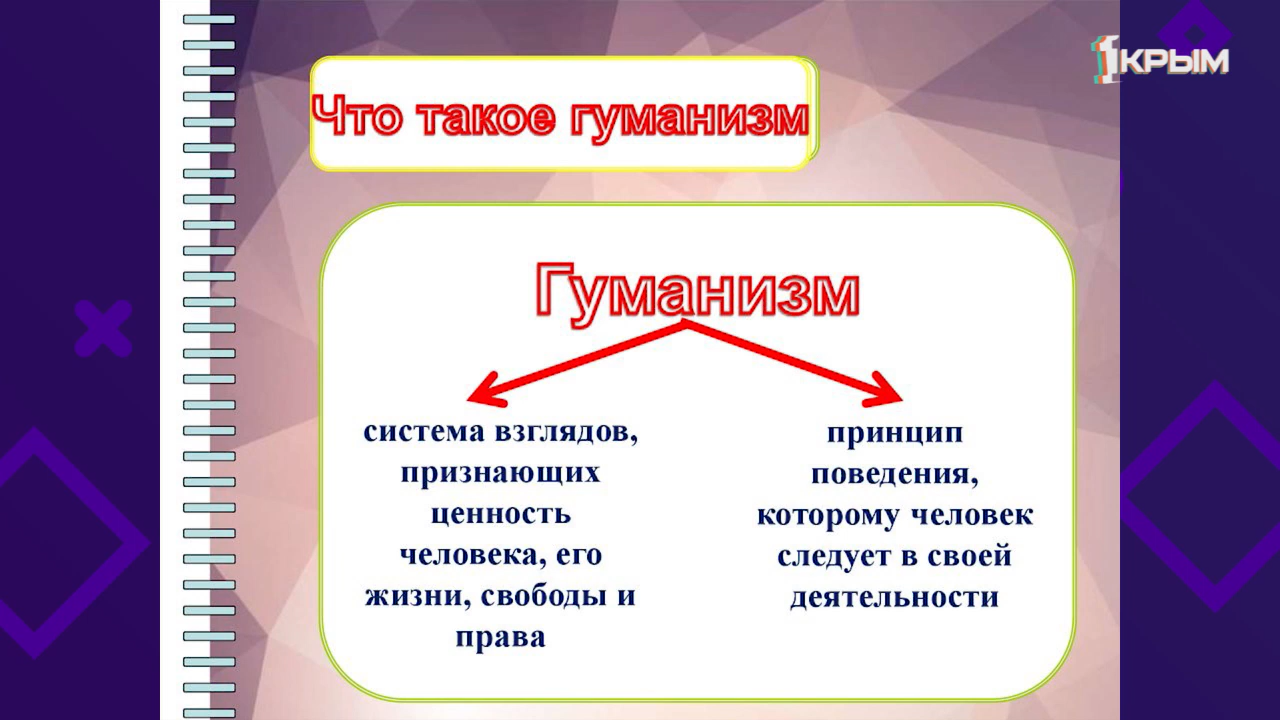 1КРЫМ
Что такое гуманизм
Гуманизм
система взглядов,
признающих
ценность
человека, его
жизни, свободы и
права
принцип
поведения,
которому человек
следует в своей
деятельности